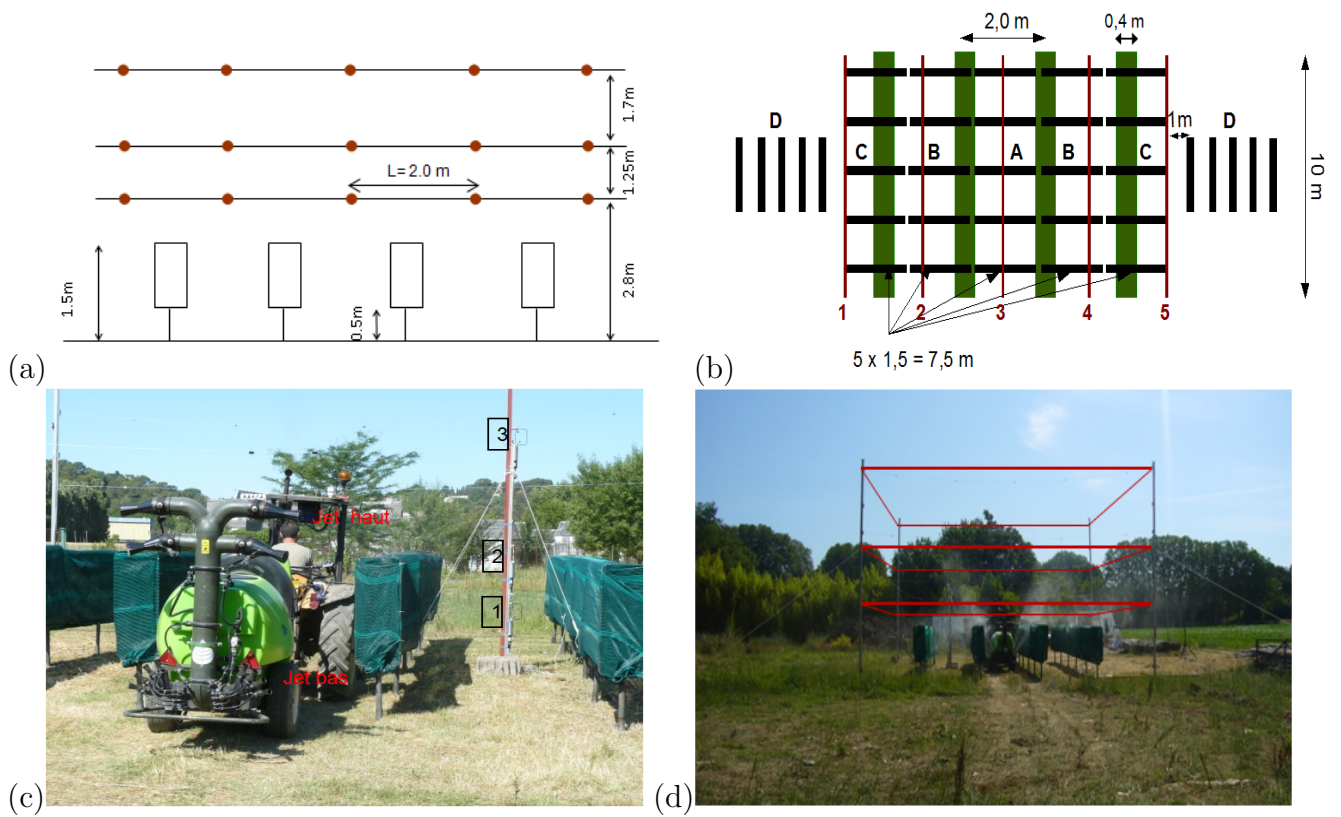 1.7m
1.25m
L= 2.0 m
2.8m
1.5m
0.5m
(a)
2,0 m
0,4 m
D
C
B
A
B
C
1m
D
10 m
1
2
3
4
5
5 x 1,5 = 7,5 m
(b)
3
Jet haut
2
1
Jet bas
(c)
(d)